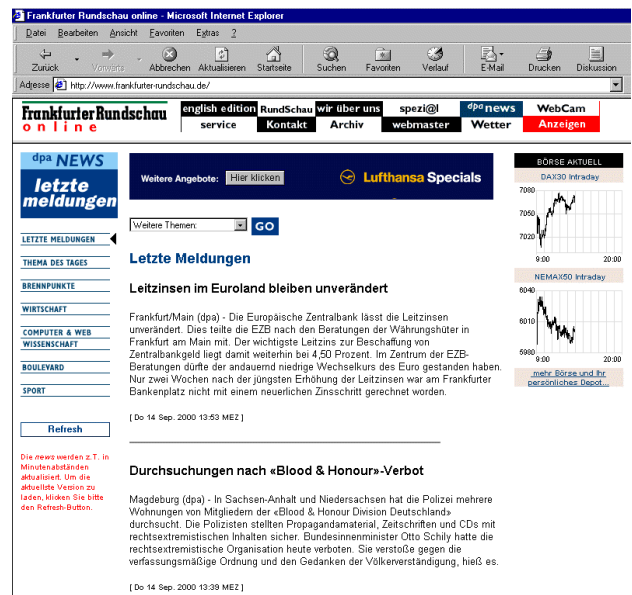 Frankfurter Rundschau online - Microsoft Internet Explorer
Datei Bearbeiten Ansicht Favoriten Extras ?
Zurück Vorwärts Abbrechen Aktualisieren Startseite Suchen Favoriten Verlauf E-Mail Drucken Diskussion
Adresse http://www.frankfurter-rundschau.de/
Frankfurter Rundschau
online
english edition RundSchau wir über uns spezi@l dpa news WebCam
service Kontakt Archiv webmaster Wetter Anzeigen
dpa NEWS
letzte
meldungen
LETZTE MELDUNGEN
THEMA DES TAGES
BRENNPUNKTE
WIRTSCHAFT
COMPUTER & WEB
WISSENSCHAFT
BOULEVARD
SPORT
Refresh
Die news werden z.T. in
Minutenabständen
aktualisiert. Um die
aktuellste Version zu
laden, klicken Sie bitte
den Refresh-Button.
Weitere Angebote: Hier klicken Lufthansa Specials
Weitere Themen: GO
Letzte Meldungen
Leitzinsen im Euroland bleiben unverändert
Frankfurt/Main (dpa) - Die Europäische Zentralbank lässt die Leitzinsen
unverändert. Dies teilte die EZB nach den Beratungen der Währungshüter in
Frankfurt am Main mit. Der wichtigste Leitzins zur Beschaffung von
Zentralbankgeld liegt damit weiterhin bei 4,50 Prozent. Im Zentrum der EZB-
Beratungen dürfte der andauernd niedrige Wechselkurs des Euro gestanden haben.
Nur zwei Wochen nach der jüngsten Erhöhung der Leitzinsen war am Frankfurter
Bankenplatz nicht mit einem neuerlichen Zinsschritt gerechnet worden.
[ Do 14 Sep. 2000 13:53 MEZ ]
Durchsuchungen nach «Blood & Honour»-Verbot
Magdeburg (dpa) - In Sachsen-Anhalt und Niedersachsen hat die Polizei mehrere
Wohnungen von Mitgliedern der «Blood & Honour Division Deutschland»
durchsucht. Die Polizisten stellten Propagandamaterial, Zeitschriften und CDs mit
rechtsextremistischen Inhalten sicher. Bundesinnenminister Otto Schily hatte die
rechtsextremistische Organisation heute verboten. Sie verstoße gegen die
verfassungsmäßige Ordnung und den Gedanken der Völkerverständigung, hieß es.
[ Do 14 Sep. 2000 13:39 MEZ ]
BÖRSE AKTUELL
DAX30 Intraday
7080
7050
7020
9:00 20:00
NEMAX50 Intraday
6040
6010
5980
9:00 20:00
mehr Börse und Ihr
persönliches Depot...